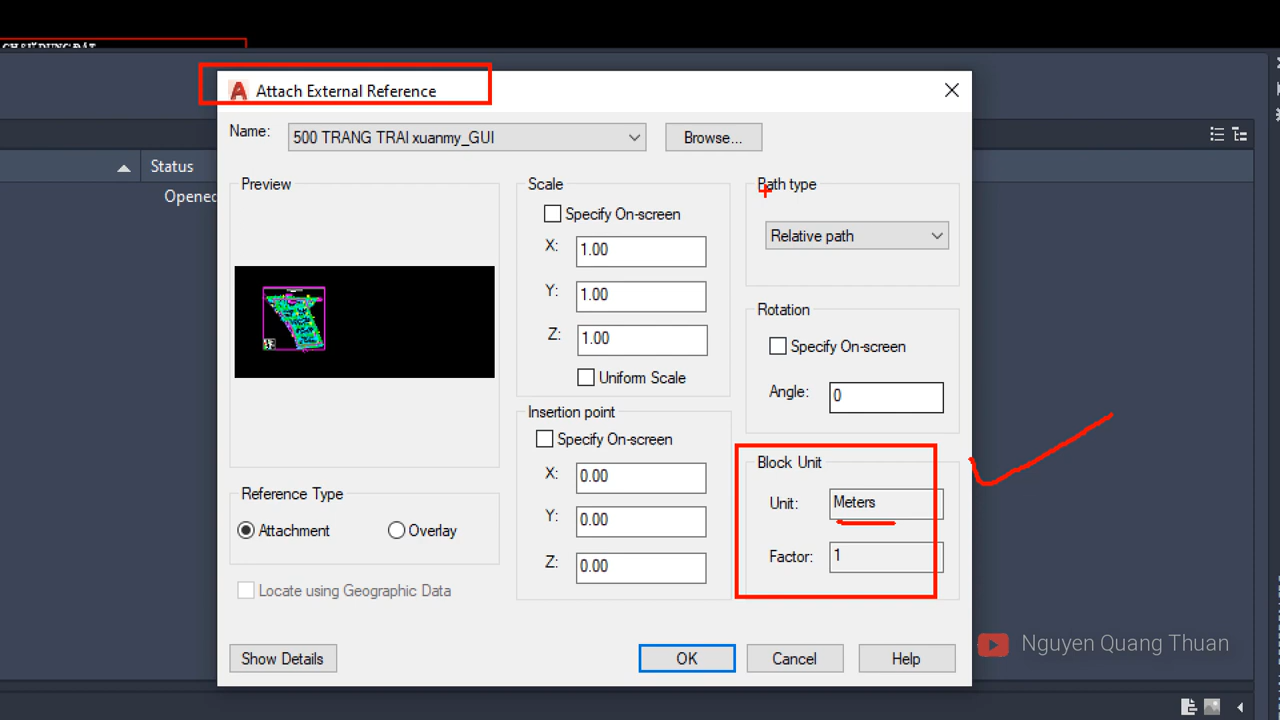 Attach External Reference
Name:
500 TRANG TRAI xuanmy_GUI
Browse...
Status
Opened
Preview
Scale
Specify On-screen
X:
1.00
Y:
1.00
Z:
1.00
Uniform Scale
Path type
Relative path
Rotation
Specify On-screen
Angle:
0
Insertion point
Specify On-screen
X:
0.00
Y:
0.00
Z:
0.00
Block Unit
Unit:
Meters
Factor:
1
Reference Type
Attachment
Overlay
Locate using Geographic Data
Show Details
OK
Cancel
Help
Nguyen Quang Thuan